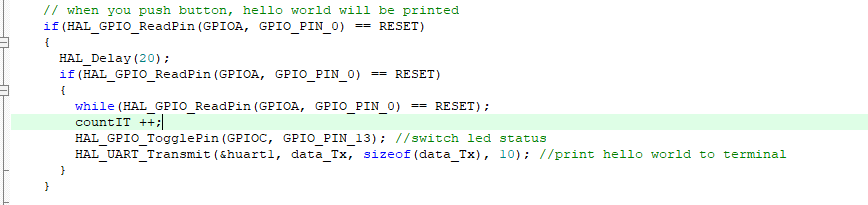 // when you push button, hello world will be printed
if(HAL_GPIO_ReadPin(GPIOA, GPIO_PIN_0) == RESET)
{
HAL_Delay(20);
if(HAL_GPIO_ReadPin(GPIOA, GPIO_PIN_0) == RESET)
{
while(HAL_GPIO_ReadPin(GPIOA, GPIO_PIN_0) == RESET);
countIT ++;
HAL_GPIO_TogglePin(GPIOC, GPIO_PIN_13); //switch led status
HAL_UART_Transmit(&huart1, data_Tx, sizeof(data_Tx), 10); //print hello world to terminal
}
}